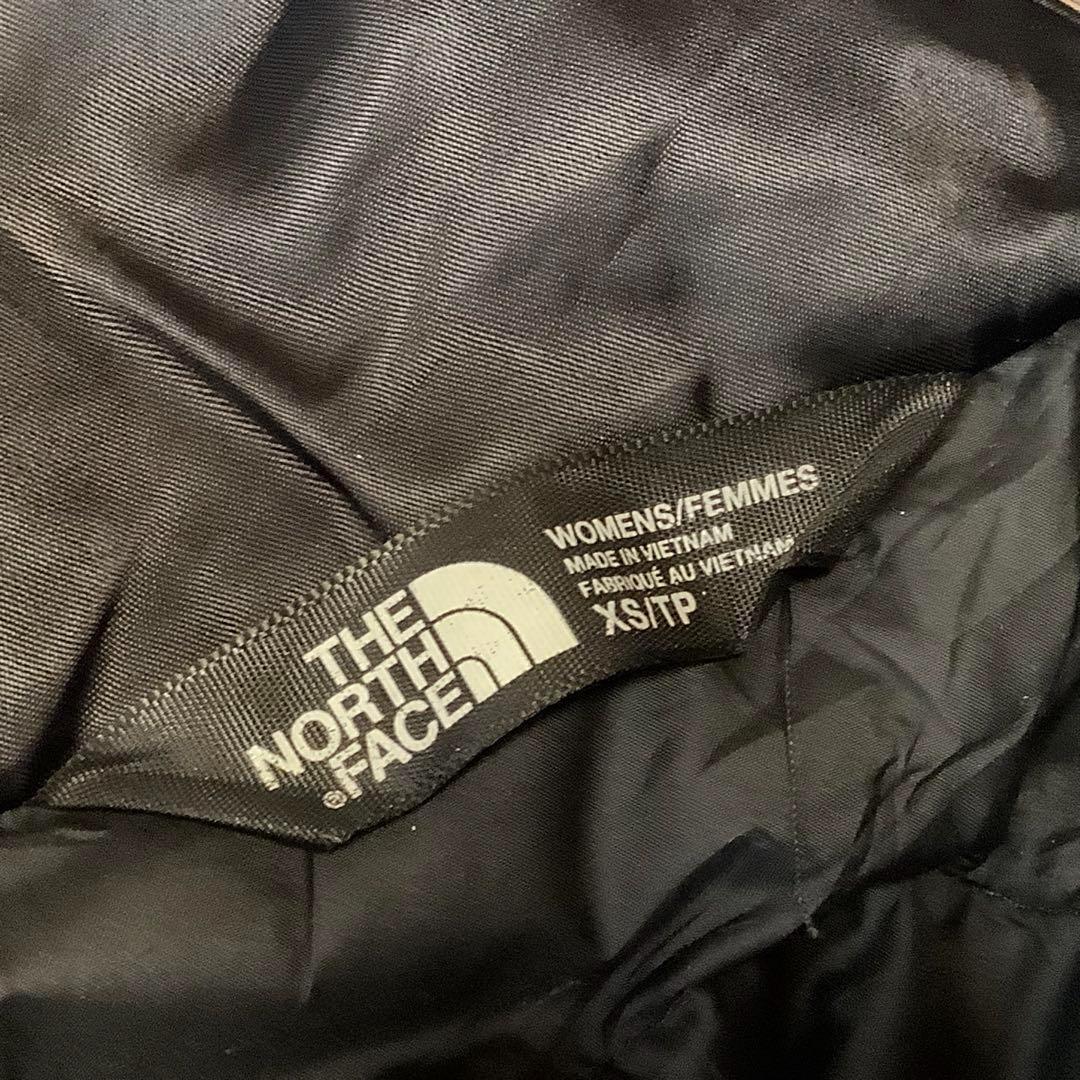 THE
NORTH
FACE
®
WOMENS/FEMMES
MADE IN VIETNAM
FABRIQUÉ AU VIETNAM
XS/TP